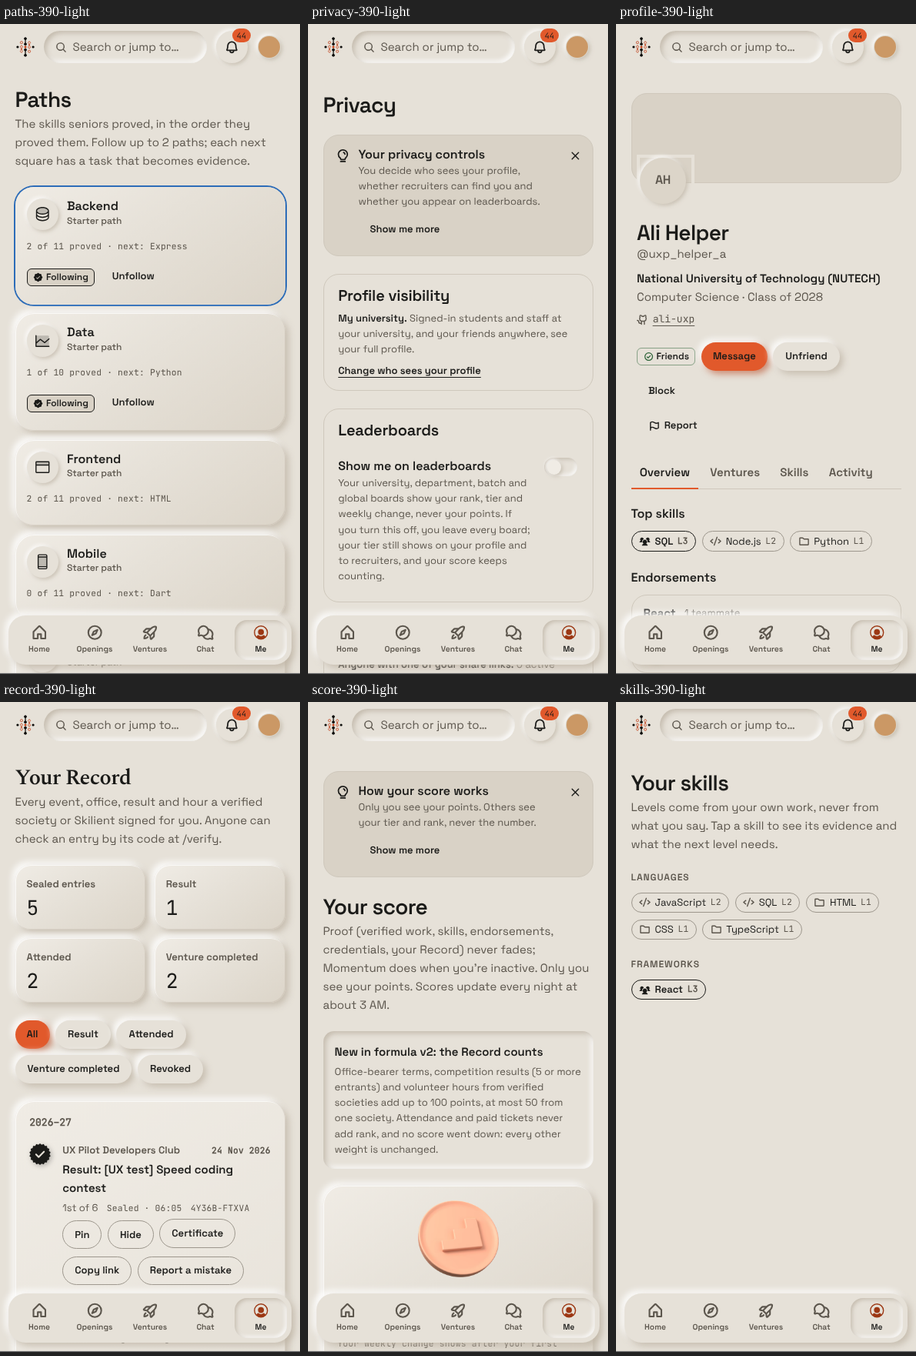 paths-390-light
Search or jump to...
44
Paths
The skills seniors proved, in the order they
proved them. Follow up to 2 paths; each next
square has a task that becomes evidence.
Backend
Starter path
2 of 11 proved · next: Express
Following
Unfollow
Data
Starter path
1 of 10 proved · next: Python
Following
Unfollow
Frontend
Starter path
2 of 11 proved · next: HTML
Mobile
Starter path
0 of 11 proved · next: Dart
Home
Openings
Ventures
Chat
Me
privacy-390-light
Search or jump to...
44
Privacy
Your privacy controls
You decide who sees your profile,
whether recruiters can find you and
whether you appear on leaderboards.
Show me more
Profile visibility
My university. Signed-in students and staff at
your university, and your friends anywhere, see
your full profile.
Change who sees your profile
Leaderboards
Show me on leaderboards
Your university, department, batch and
global boards show your rank, tier and
weekly change, never your points. If
you turn this off, you leave every board;
your tier still shows on your profile and
to recruiters, and your score keeps
counting.
Home
Openings
Ventures
Chat
Me
Anyone with one of your share links. 0 active
profile-390-light
Search or jump to...
44
AH
Ali Helper
@uxp_helper_a
National University of Technology (NUTECH)
Computer Science · Class of 2028
ali-uxp
Friends
Message
Unfriend
Block
Report
Overview
Ventures
Skills
Activity
Top skills
SQL L3
Node.js L2
Python L1
Endorsements
React 1 teammate
Home
Openings
Ventures
Chat
Me
record-390-light
Search or jump to...
44
Your Record
Every event, office, result and hour a verified
society or Skilient signed for you. Anyone can
check an entry by its code at /verify.
Sealed entries
5
Result
1
Attended
2
Venture completed
2
All
Result
Attended
Venture completed
Revoked
2026–27
UX Pilot Developers Club
24 Nov 2026
Result: [UX test] Speed coding
contest
1st of 6 Sealed · 06:05 4Y36B-FTXVA
Pin
Hide
Certificate
Copy link
Report a mistake
Home
Openings
Ventures
Chat
Me
score-390-light
Search or jump to...
44
How your score works
Only you see your points. Others see
your tier and rank, never the number.
Show me more
Your score
Proof (verified work, skills, endorsements,
credentials, your Record) never fades;
Momentum does when you're inactive. Only you
see your points. Scores update every night at
about 3 AM.
New in formula v2: the Record counts
Office-bearer terms, competition results (5 or more
entrants) and volunteer hours from verified
societies add up to 100 points, at most 50 from
one society. Attendance and paid tickets never
add rank, and no score went down: every other
weight is unchanged.
Home
Openings
Ventures
Chat
Me
Your weekly change shows after your first
skills-390-light
Search or jump to...
44
Your skills
Levels come from your own work, never from
what you say. Tap a skill to see its evidence and
what the next level needs.
LANGUAGES
JavaScript L2
SQL L2
HTML L1
CSS L1
TypeScript L1
FRAMEWORKS
React L3
Home
Openings
Ventures
Chat
Me